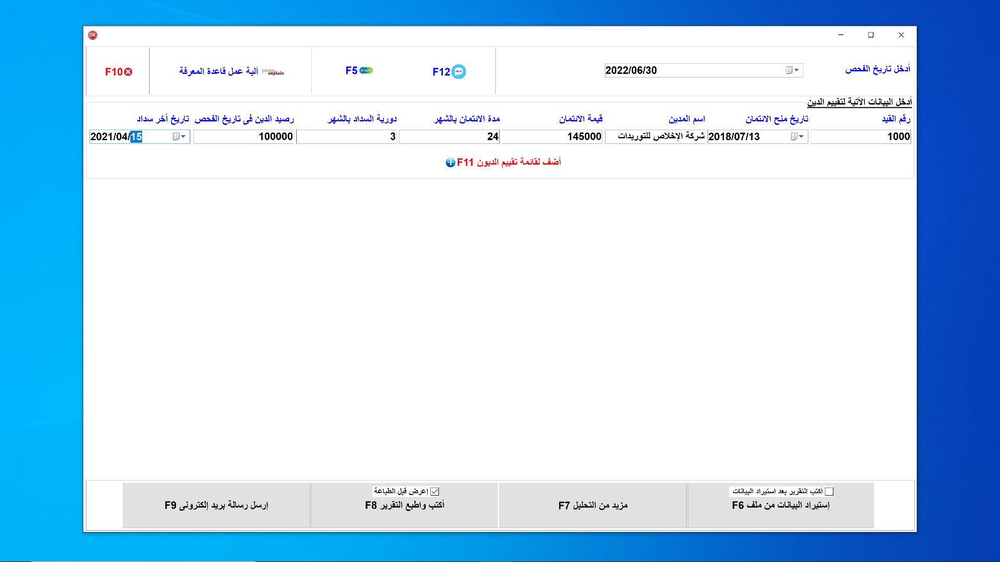 DX
أدخل تاريخ الفحص 2022/06/30
F12
F5 START
please explain ألية عمل قاعدة المعرفة
F10
أدخل البيانات الأتية لتقييم الدين
رقم القيد تاريخ منح الائتمان اسم المدين قيمة الائتمان مدة الائتمان بالشهر دورية السداد بالشهر رصيد الدين فى تاريخ الفحص تاريخ أخر سداد
1000 2018/07/13 شركة الإخلاص للتوريدات 145000 24 3 100000 2021/04/15
أضف لقائمة تقييم الديون F11
أكتب التقرير بعد استيراد البيانات
إستيراد البيانات من ملف F6
مزيد من التحليل F7
إعرض قبل الطباعة
أكتب واطبع التقرير F8
إرسل رسالة بريد إلكترونى F9